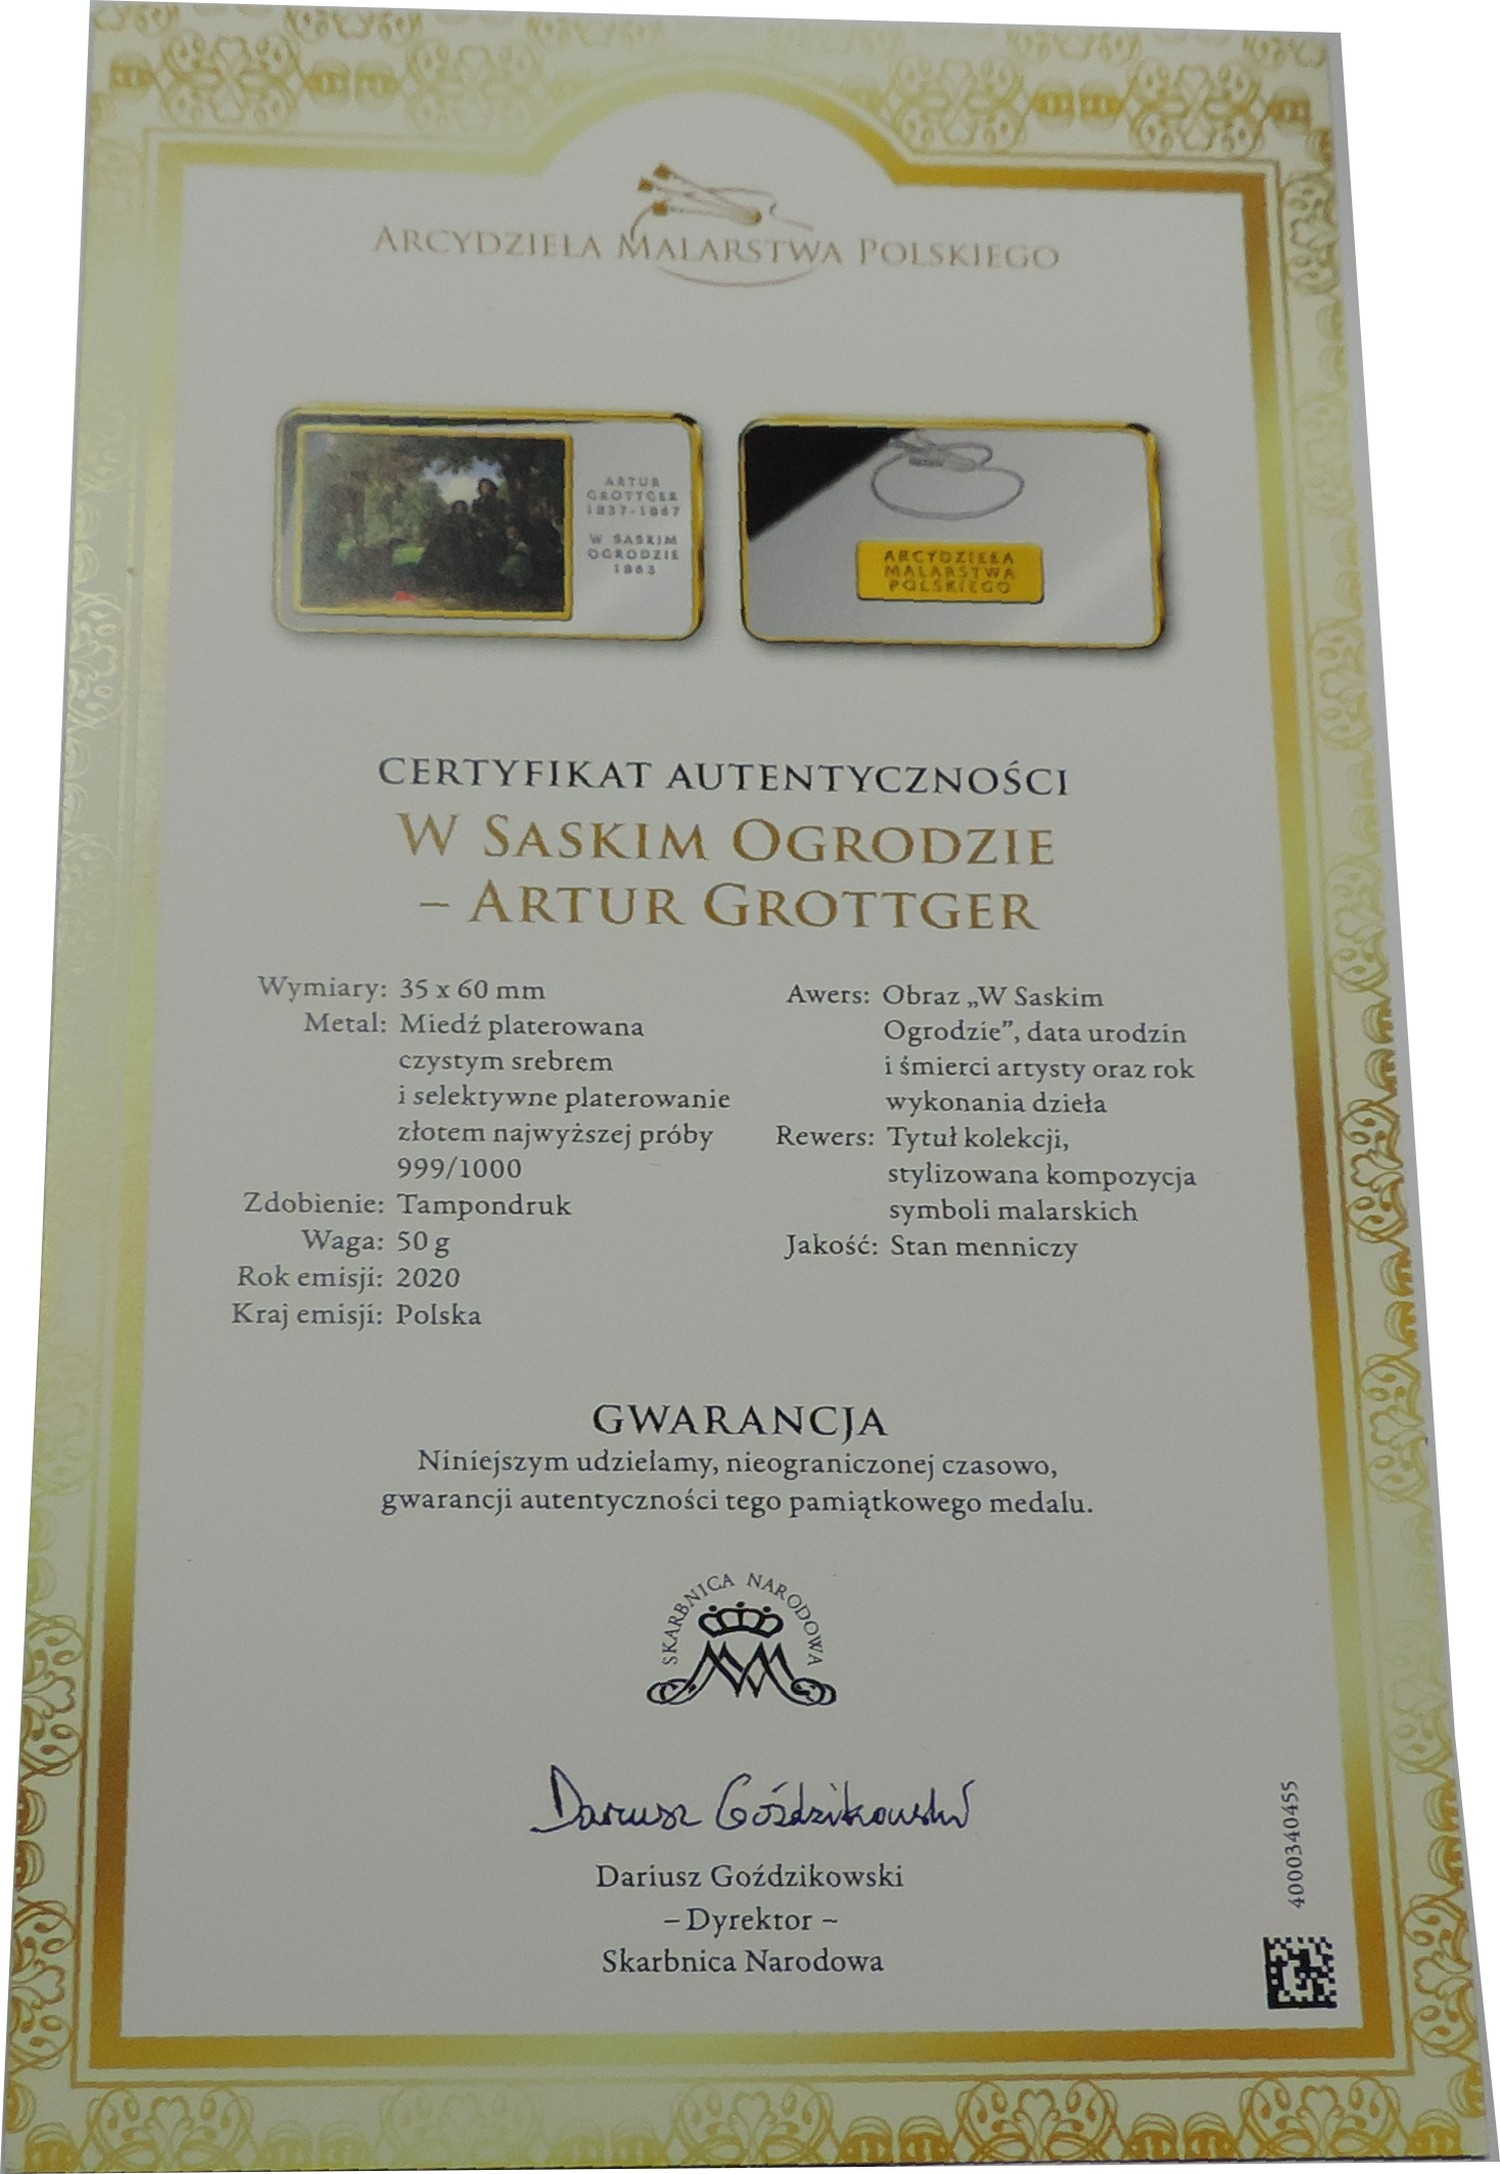 ARCYDZIEŁA MALARSTWA POLSKIEGO
ARTUR
GROTTGER
1837-1867
W SASKIM
OGRODZIE
1863
ARCYDZIEŁA
MALARSTWA
POLSKIEGO
CERTYFIKAT AUTENTYCZNOŚCI
W SASKIM OGRODZIE
– ARTUR GROTTGER
Wymiary: 35 x 60 mm
Metal: Miedź platerowana
czystym srebrem
i selektywne platerowanie
złotem najwyższej próby
999/1000
Zdobienie: Tampondruk
Waga: 50 g
Rok emisji: 2020
Kraj emisji: Polska
Awers: Obraz „W Saskim
Ogrodzie”, data urodzin
i śmierci artysty oraz rok
wykonania dzieła
Rewers: Tytuł kolekcji,
stylizowana kompozycja
symboli malarskich
Jakość: Stan menniczy
GWARANCJA
Niniejszym udzielamy, nieograniczonej czasowo,
gwarancji autentyczności tego pamiątkowego medalu.
SKARBNICA NARODOWA
Dariusz Goździkowski
Dariusz Goździkowski
– Dyrektor –
Skarbnica Narodowa
4000340455